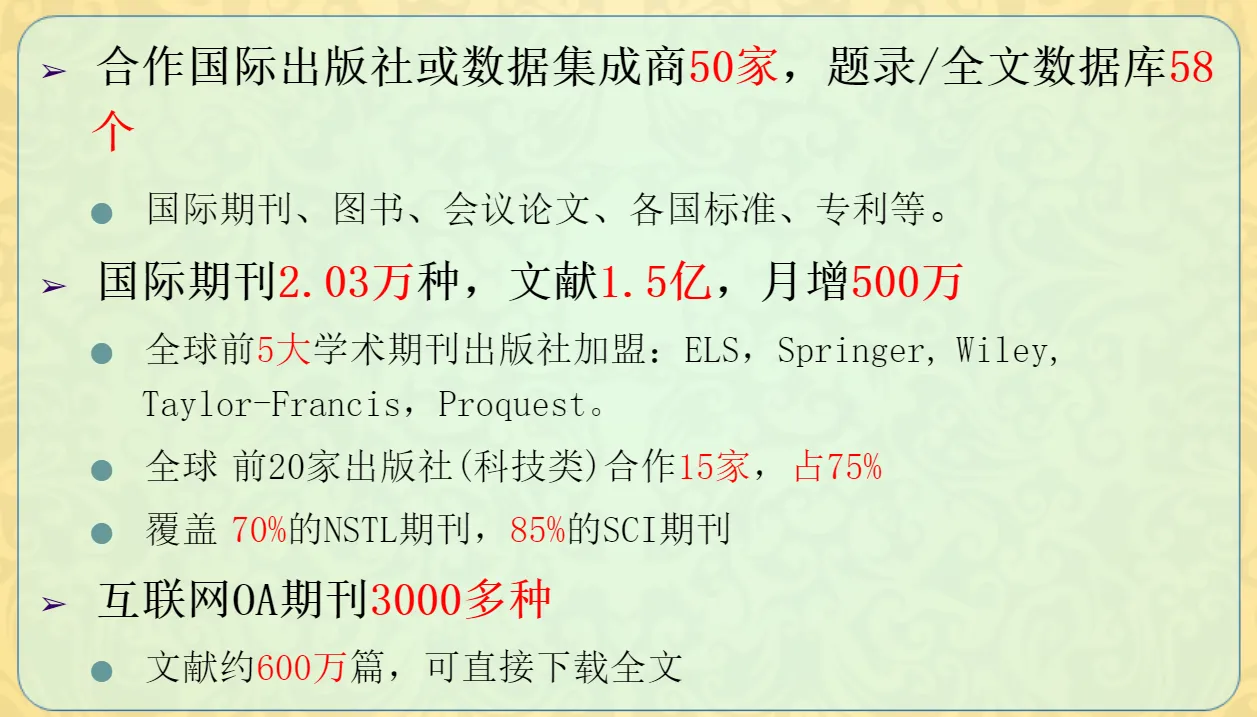 ➢ 合作国际出版社或数据集成商50家，题录/全文数据库58
个
● 国际期刊、图书、会议论文、各国标准、专利等。
➢ 国际期刊2.03万种，文献1.5亿，月增500万
● 全球前5大学术期刊出版社加盟：ELS，Springer, Wiley,
Taylor-Francis，Proquest。
● 全球 前20家出版社(科技类)合作15家，占75%
● 覆盖 70%的NSTL期刊，85%的SCI期刊
➢ 互联网OA期刊3000多种
● 文献约600万篇，可直接下载全文